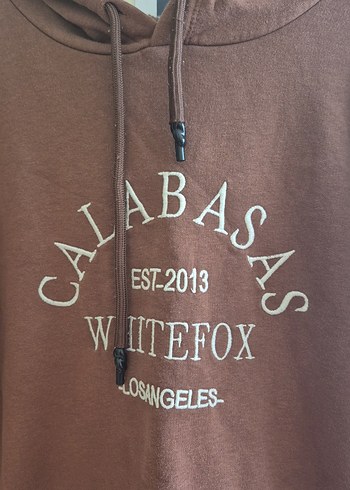 CALABASAS
EST-2013
WHITEFOX
-LOSANGELES-